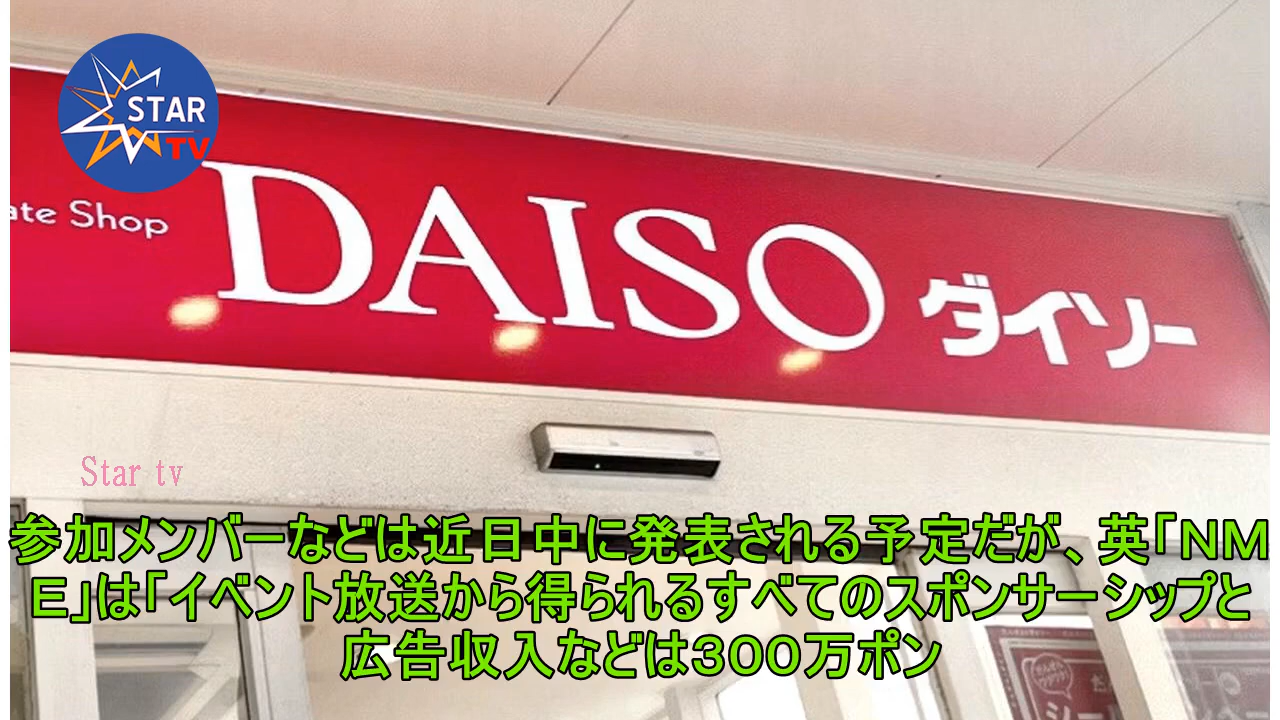 STAR
TV
ate Shop
DAISO ダイソー
Star tv
参加メンバーなどは近日中に発表される予定だが、英「NM
E」は「イベント放送から得られるすべてのスポンサーシップと
広告収入などは300万ポン